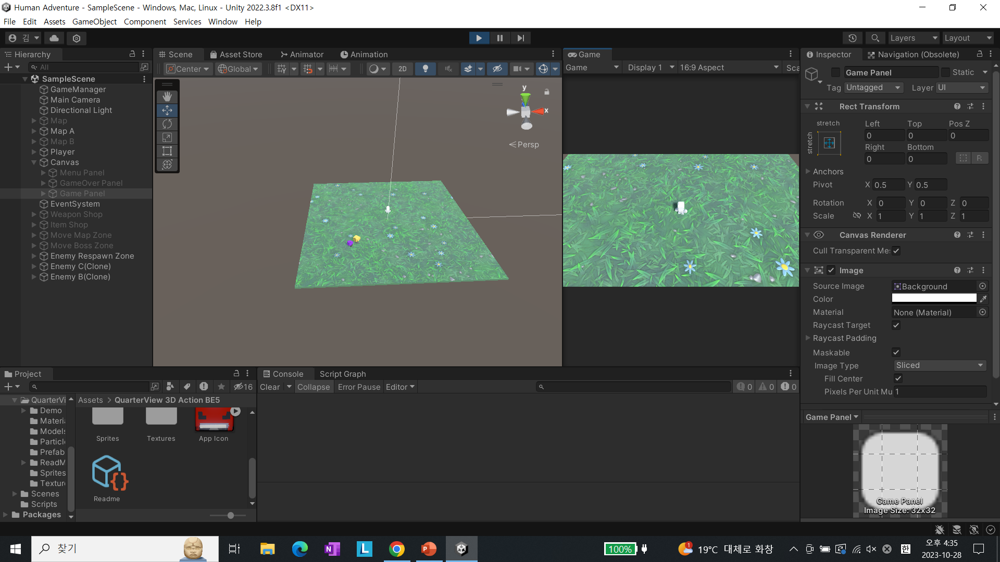 Human Adventure - SampleScene - Windows, Mac, Linux - Unity 2022.3.8f1 <DX11>
File Edit Assets GameObject Component Services Window Help
김 Layers Layout
Hierarchy
All
SampleScene
GameManager
Main Camera
Directional Light
Map
Map A
Map B
Player
Canvas
Menu Panel
GameOver Panel
Game Panel
EventSystem
Weapon Shop
Item Shop
Move Map Zone
Move Boss Zone
Enemy Respawn Zone
Enemy C(Clone)
Enemy B(Clone)
Scene Asset Store Animator Animation
Center Global 2D
y
x
Persp
Game
Game Display 1 16:9 Aspect Sca
Inspector Navigation (Obsolete)
Game Panel Static
Tag Untagged Layer UI
Rect Transform
stretch
stretch
Left Top Pos Z
0 0 0
Right Bottom
0 0 R
Anchors
Pivot X 0.5 Y 0.5
Rotation X 0 Y 0 Z 0
Scale X 1 Y 1 Z 1
Canvas Renderer
Cull Transparent Me
Image
Source Image Background
Color
Material None (Material)
Raycast Target
Raycast Padding
Maskable
Image Type Sliced
Fill Center
Pixels Per Unit Mu 1
Game Panel
Game Panel
Image Size: 32x32
Project
16
QuarterVi
Demo
Materia
Models
Particle
Prefab
ReadM
Sprites
Texture
Scenes
Scripts
Packages
Assets > QuarterView 3D Action BE5
Sprites Textures App Icon
Readme
Console Script Graph
Clear Collapse Error Pause Editor 0 0 0
찾기
100% 1 19°C 대체로 화창 한
오후 4:35
2023-10-28